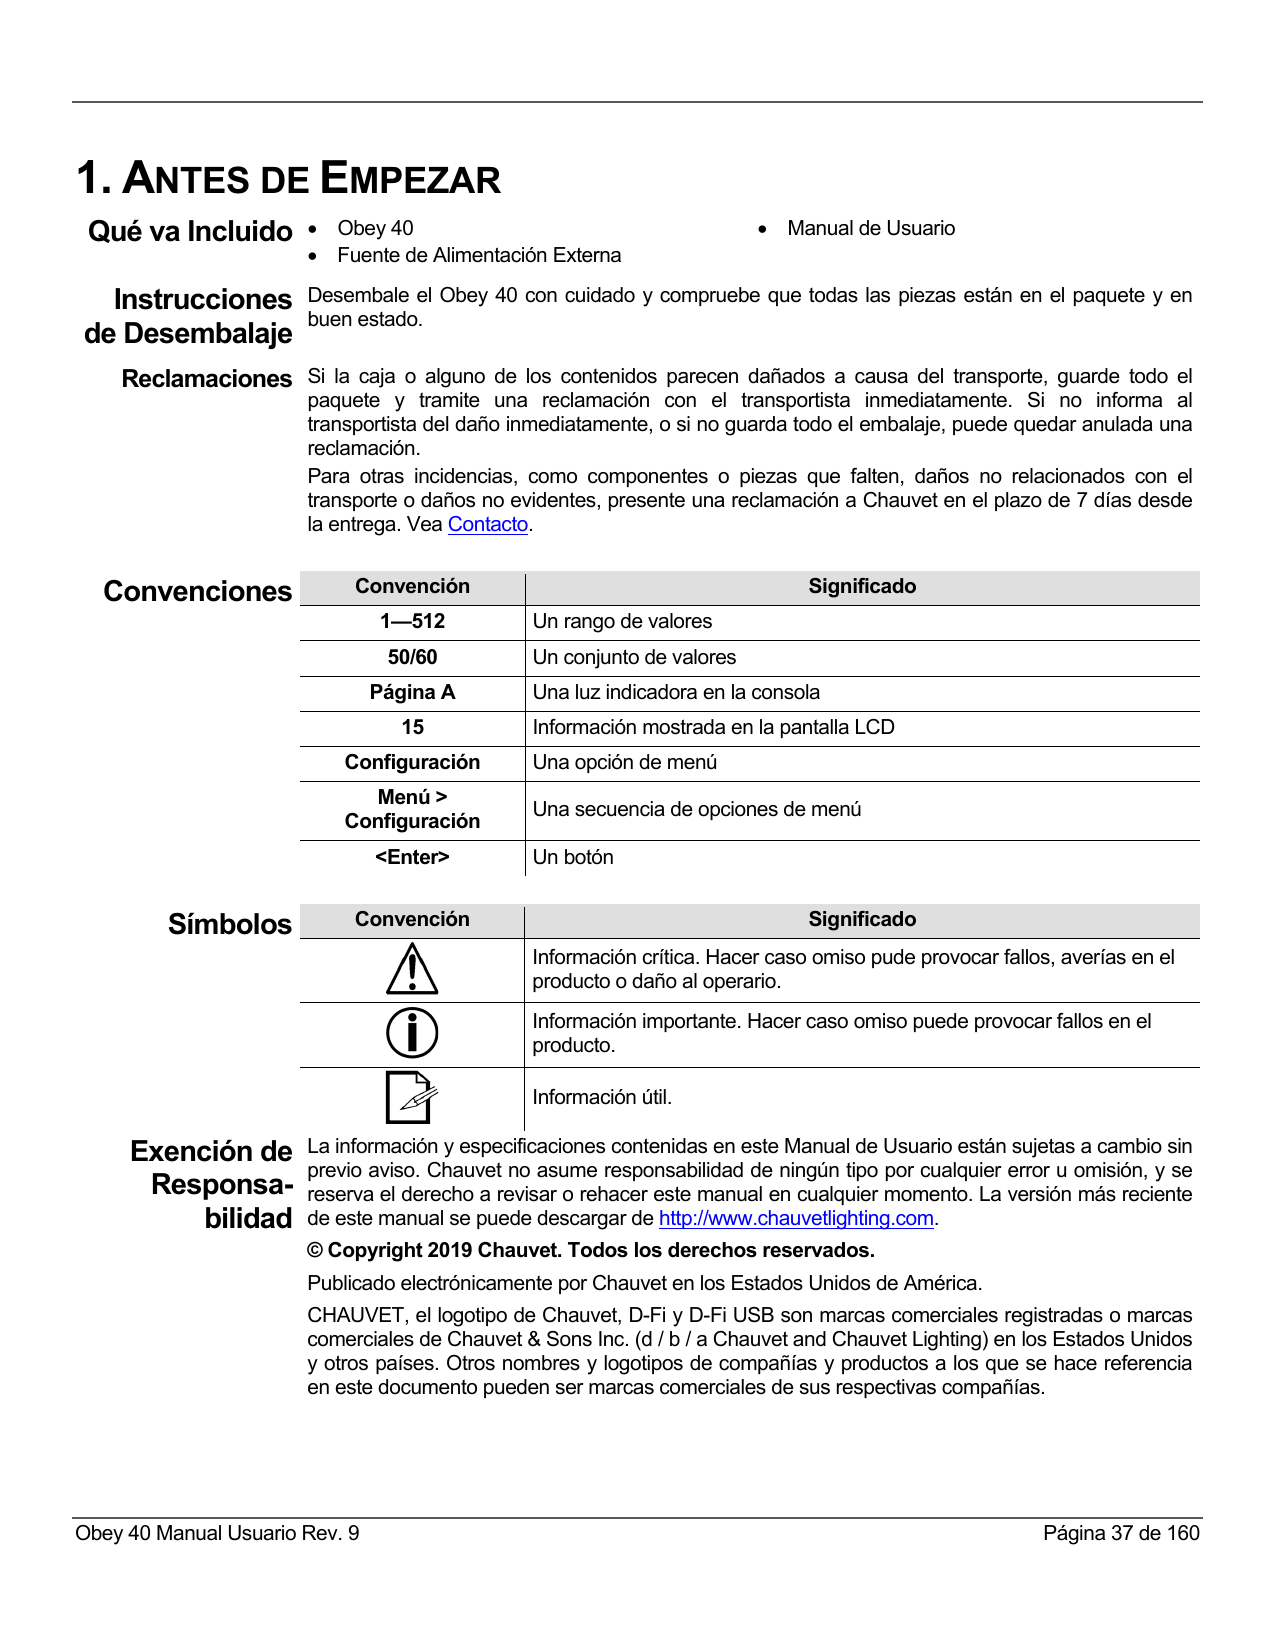 1. ANTES DE EMPEZAR
Qué va Incluido
• Obey 40
• Fuente de Alimentación Externa
• Manual de Usuario
Instrucciones
de Desembalaje
Desembale el Obey 40 con cuidado y compruebe que todas las piezas están en el paquete y en
buen estado.
Reclamaciones
Si la caja o alguno de los contenidos parecen dañados a causa del transporte, guarde todo el
paquete y tramite una reclamación con el transportista inmediatamente. Si no informa al
transportista del daño inmediatamente, o si no guarda todo el embalaje, puede quedar anulada una
reclamación.
Para otras incidencias, como componentes o piezas que falten, daños no relacionados con el
transporte o daños no evidentes, presente una reclamación a Chauvet en el plazo de 7 días desde
la entrega. Vea Contacto.
Convenciones
Convención Significado
1—512 Un rango de valores
50/60 Un conjunto de valores
Página A Una luz indicadora en la consola
15 Información mostrada en la pantalla LCD
Configuración Una opción de menú
Menú >
Configuración
Una secuencia de opciones de menú
<Enter> Un botón
Símbolos
Convención Significado
Información crítica. Hacer caso omiso pude provocar fallos, averías en el
producto o daño al operario.
Información importante. Hacer caso omiso puede provocar fallos en el
producto.
Información útil.
Exención de
Responsa-
bilidad
La información y especificaciones contenidas en este Manual de Usuario están sujetas a cambio sin
previo aviso. Chauvet no asume responsabilidad de ningún tipo por cualquier error u omisión, y se
reserva el derecho a revisar o rehacer este manual en cualquier momento. La versión más reciente
de este manual se puede descargar de http://www.chauvetlighting.com.
© Copyright 2019 Chauvet. Todos los derechos reservados.
Publicado electrónicamente por Chauvet en los Estados Unidos de América.
CHAUVET, el logotipo de Chauvet, D-Fi y D-Fi USB son marcas comerciales registradas o marcas
comerciales de Chauvet & Sons Inc. (d / b / a Chauvet and Chauvet Lighting) en los Estados Unidos
y otros países. Otros nombres y logotipos de compañías y productos a los que se hace referencia
en este documento pueden ser marcas comerciales de sus respectivas compañías.
Obey 40 Manual Usuario Rev. 9 Página 37 de 160